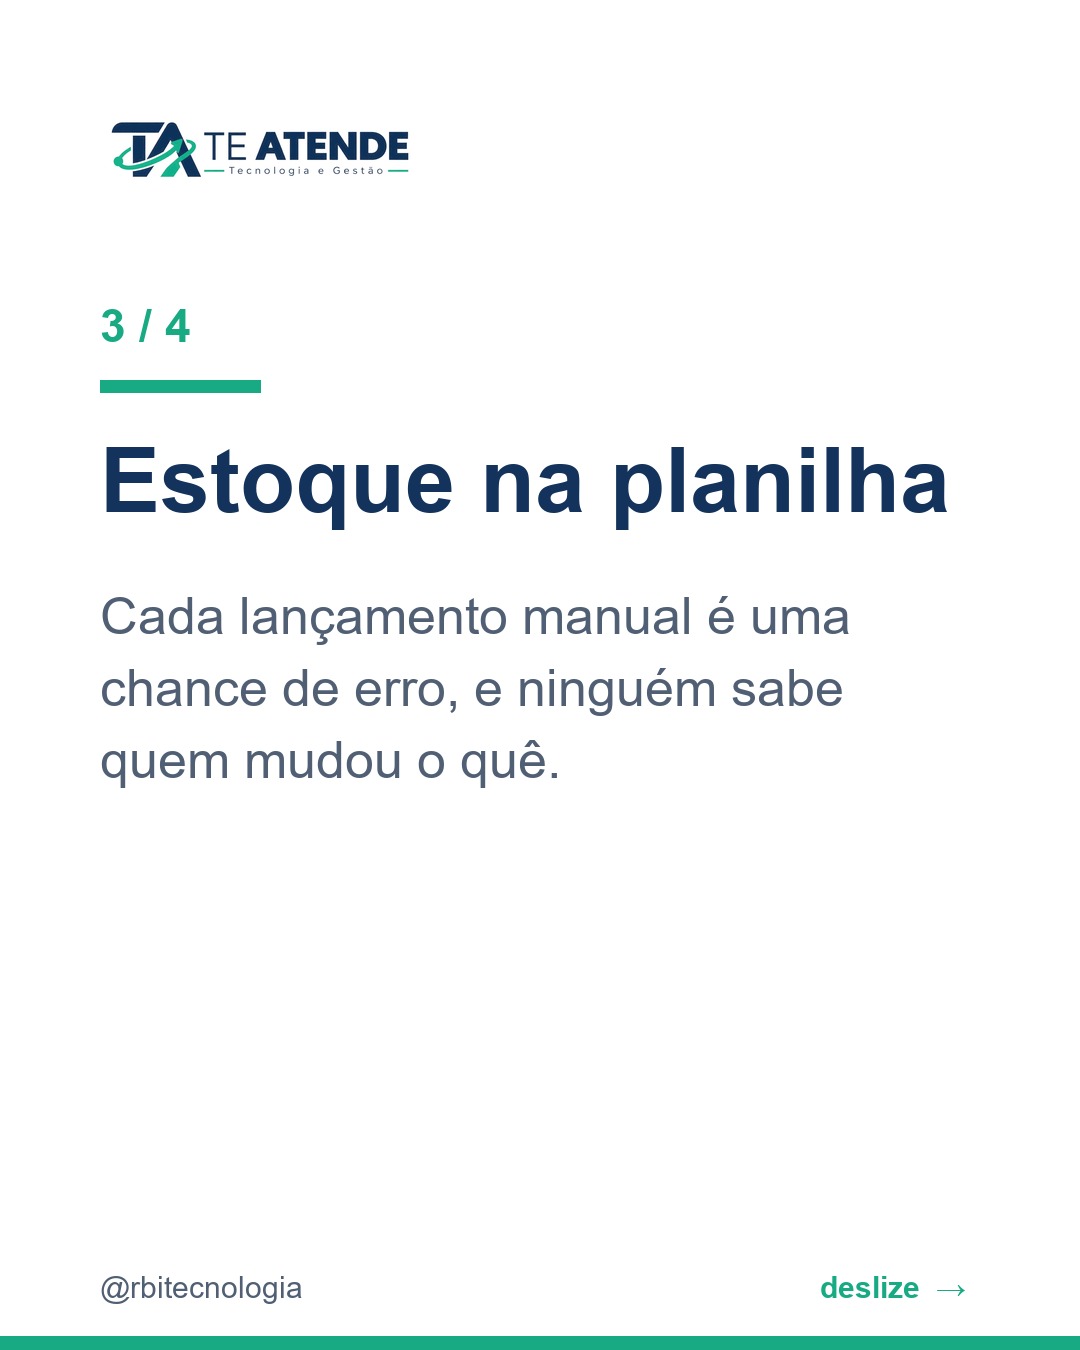 TA TE ATENDE
Tecnologia e Gestão
3 / 4
Estoque na planilha
Cada lançamento manual é uma
chance de erro, e ninguém sabe
quem mudou o quê.
@rbitecnologia
deslize →